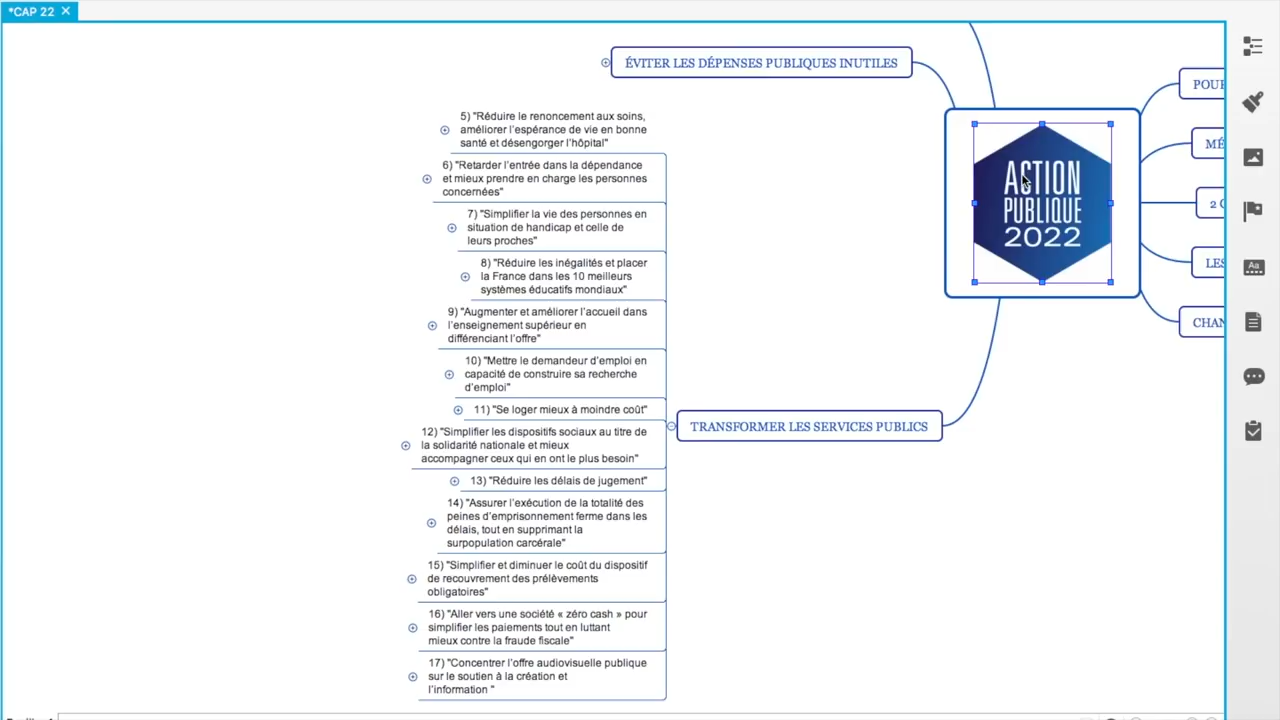 *CAP 22
ÉVITER LES DÉPENSES PUBLIQUES INUTILES
5) "Réduire le renoncement aux soins,
améliorer l'espérance de vie en bonne
santé et désengorger l'hôpital"
6) "Retarder l'entrée dans la dépendance
et mieux prendre en charge les personnes
concernées"
7) "Simplifier la vie des personnes en
situation de handicap et celle de
leurs proches"
8) "Réduire les inégalités et placer
la France dans les 10 meilleurs
systèmes éducatifs mondiaux"
9) "Augmenter et améliorer l'accueil dans
l'enseignement supérieur en
différenciant l'offre"
10) "Mettre le demandeur d'emploi en
capacité de construire sa recherche
d'emploi"
11) "Se loger mieux à moindre coût"
12) "Simplifier les dispositifs sociaux au titre de
la solidarité nationale et mieux
accompagner ceux qui en ont le plus besoin"
13) "Réduire les délais de jugement"
14) "Assurer l'exécution de la totalité des
peines d'emprisonnement ferme dans les
délais, tout en supprimant la
surpopulation carcérale"
15) "Simplifier et diminuer le coût du dispositif
de recouvrement des prélèvements
obligatoires"
16) "Aller vers une société « zéro cash » pour
simplifier les paiements tout en luttant
mieux contre la fraude fiscale"
17) "Concentrer l'offre audiovisuelle publique
sur le soutien à la création et
l'information "
TRANSFORMER LES SERVICES PUBLICS
ACTION
PUBLIQUE
2022
POUR
MÉ
2
LES
CHAN
Aa